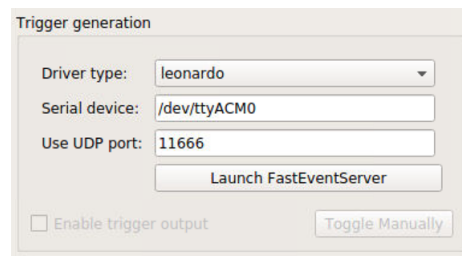 Trigger generation
Driver type: leonardo
Serial device: /dev/ttyACM0
Use UDP port: 11666
Launch FastEventServer
Enable trigger output Toggle Manually